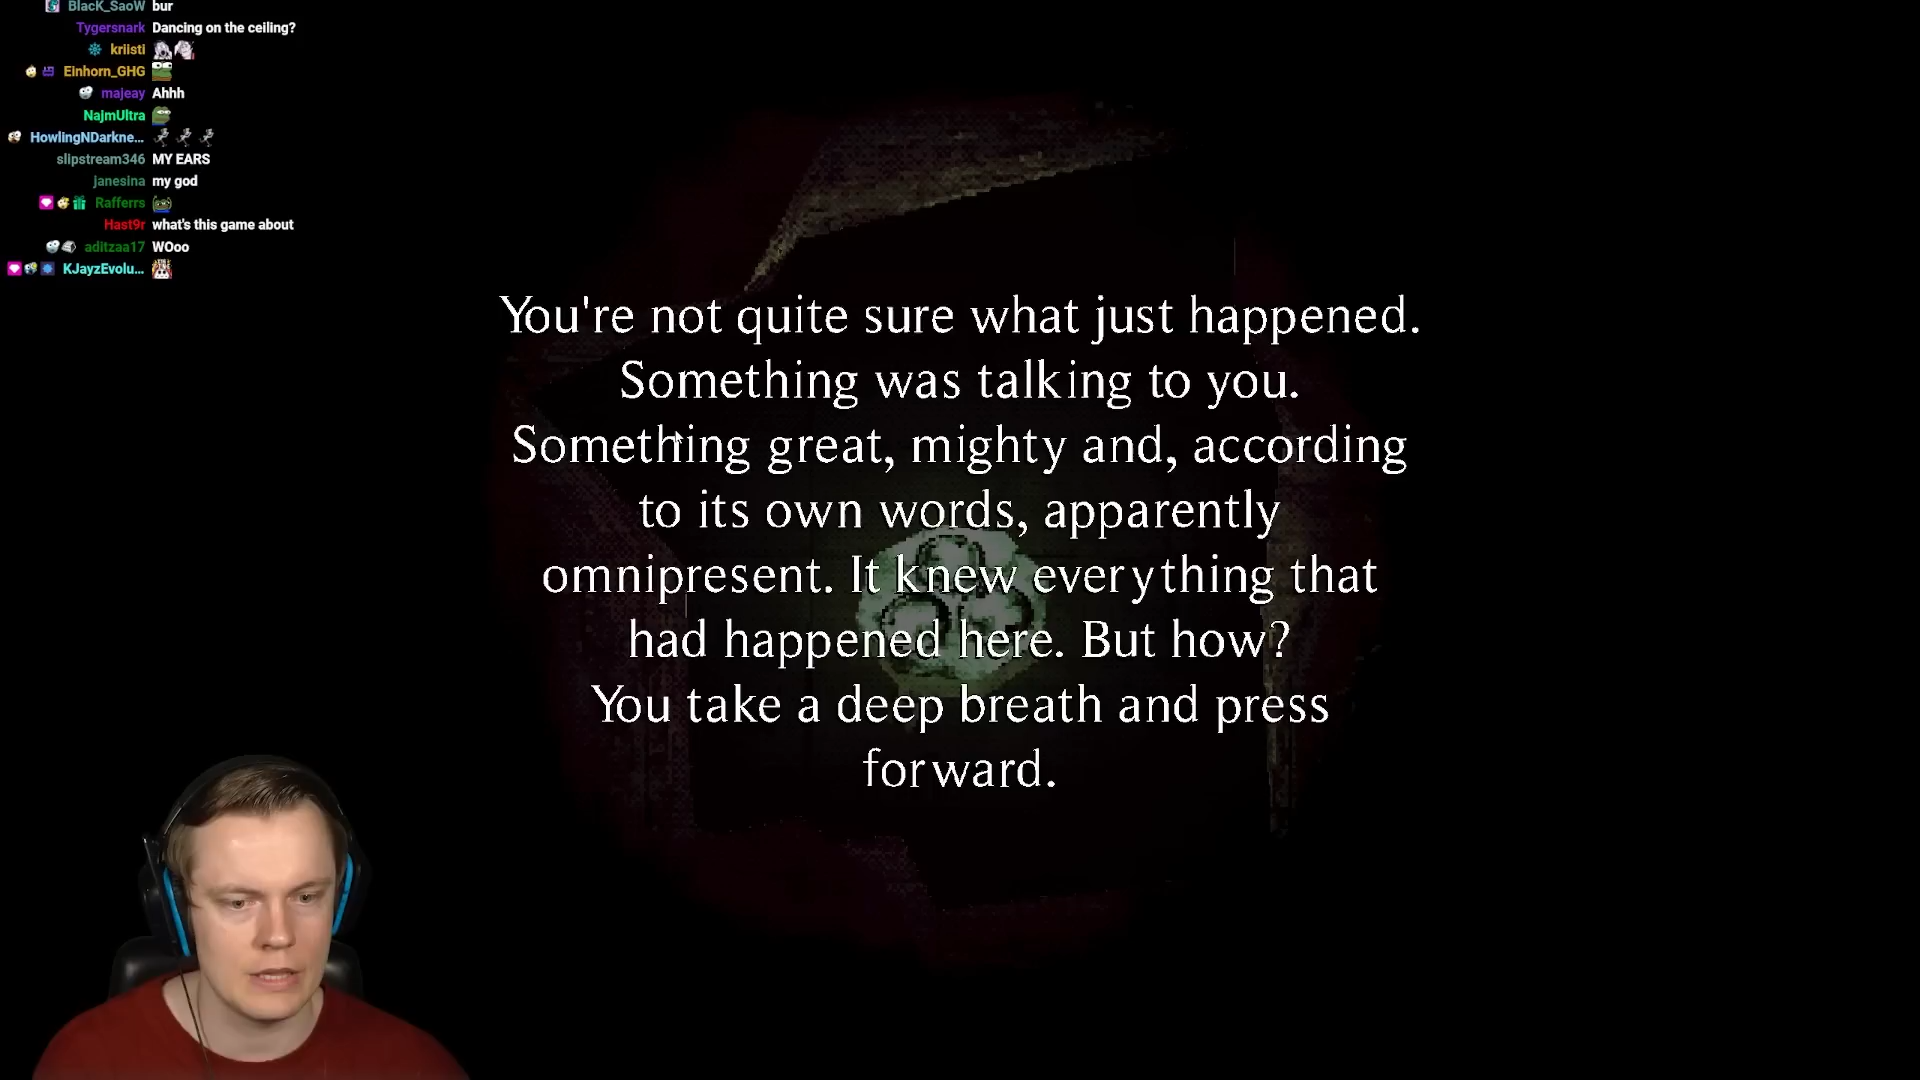 BlacK_SaoW bur
Tygersnark Dancing on the ceiling?
kriisti
Einhorn_GHG
majeay Ahhh
NajmUltra
HowlingNDarkne...
slipstream346 MY EARS
janesina my god
Rafferrs
Hast9r what's this game about
aditzaa17 WOoo
KJayzEvolu...
You're not quite sure what just happened.
Something was talking to you.
Something great, mighty and, according
to its own words, apparently
omnipresent. It knew everything that
had happened here. But how?
You take a deep breath and press
forward.